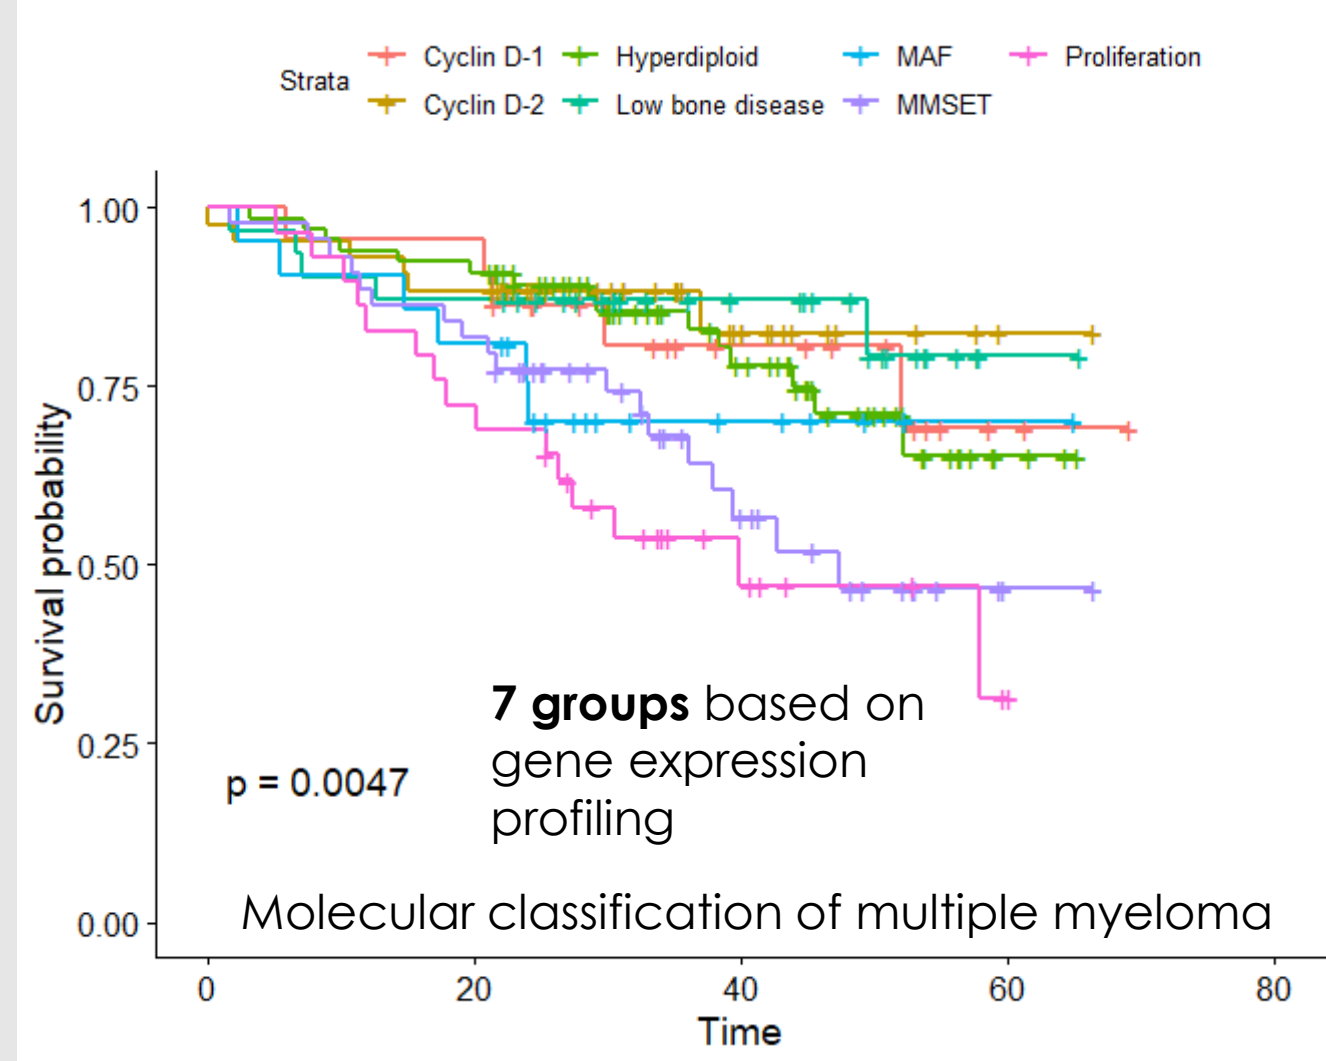 Strata
Cyclin D-1 Hyperdiploid MAF Proliferation
Cyclin D-2 Low bone disease MMSET
Survival probability
1.00
0.75
0.50
0.25
0.00
p = 0.0047
7 groups based on
gene expression
profiling
Molecular classification of multiple myeloma
0 20 40 60 80
Time